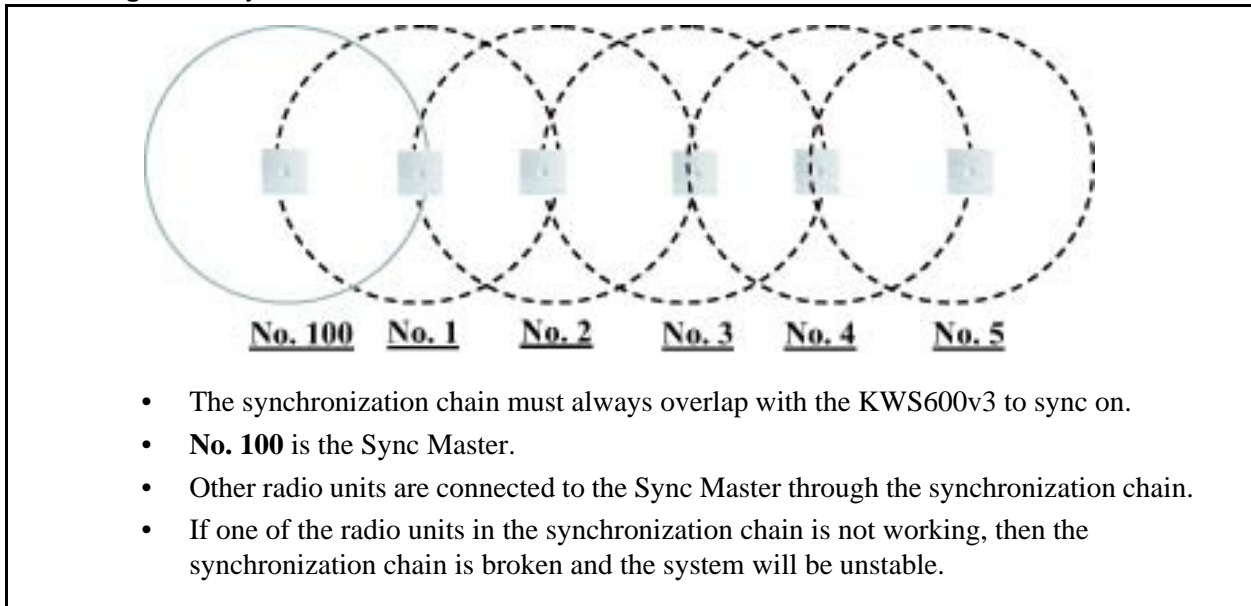 No. 100 No. 1 No. 2 No. 3 No. 4 No. 5
• The synchronization chain must always overlap with the KWS600v3 to sync on.
• No. 100 is the Sync Master.
• Other radio units are connected to the Sync Master through the synchronization chain.
• If one of the radio units in the synchronization chain is not working, then the
synchronization chain is broken and the system will be unstable.